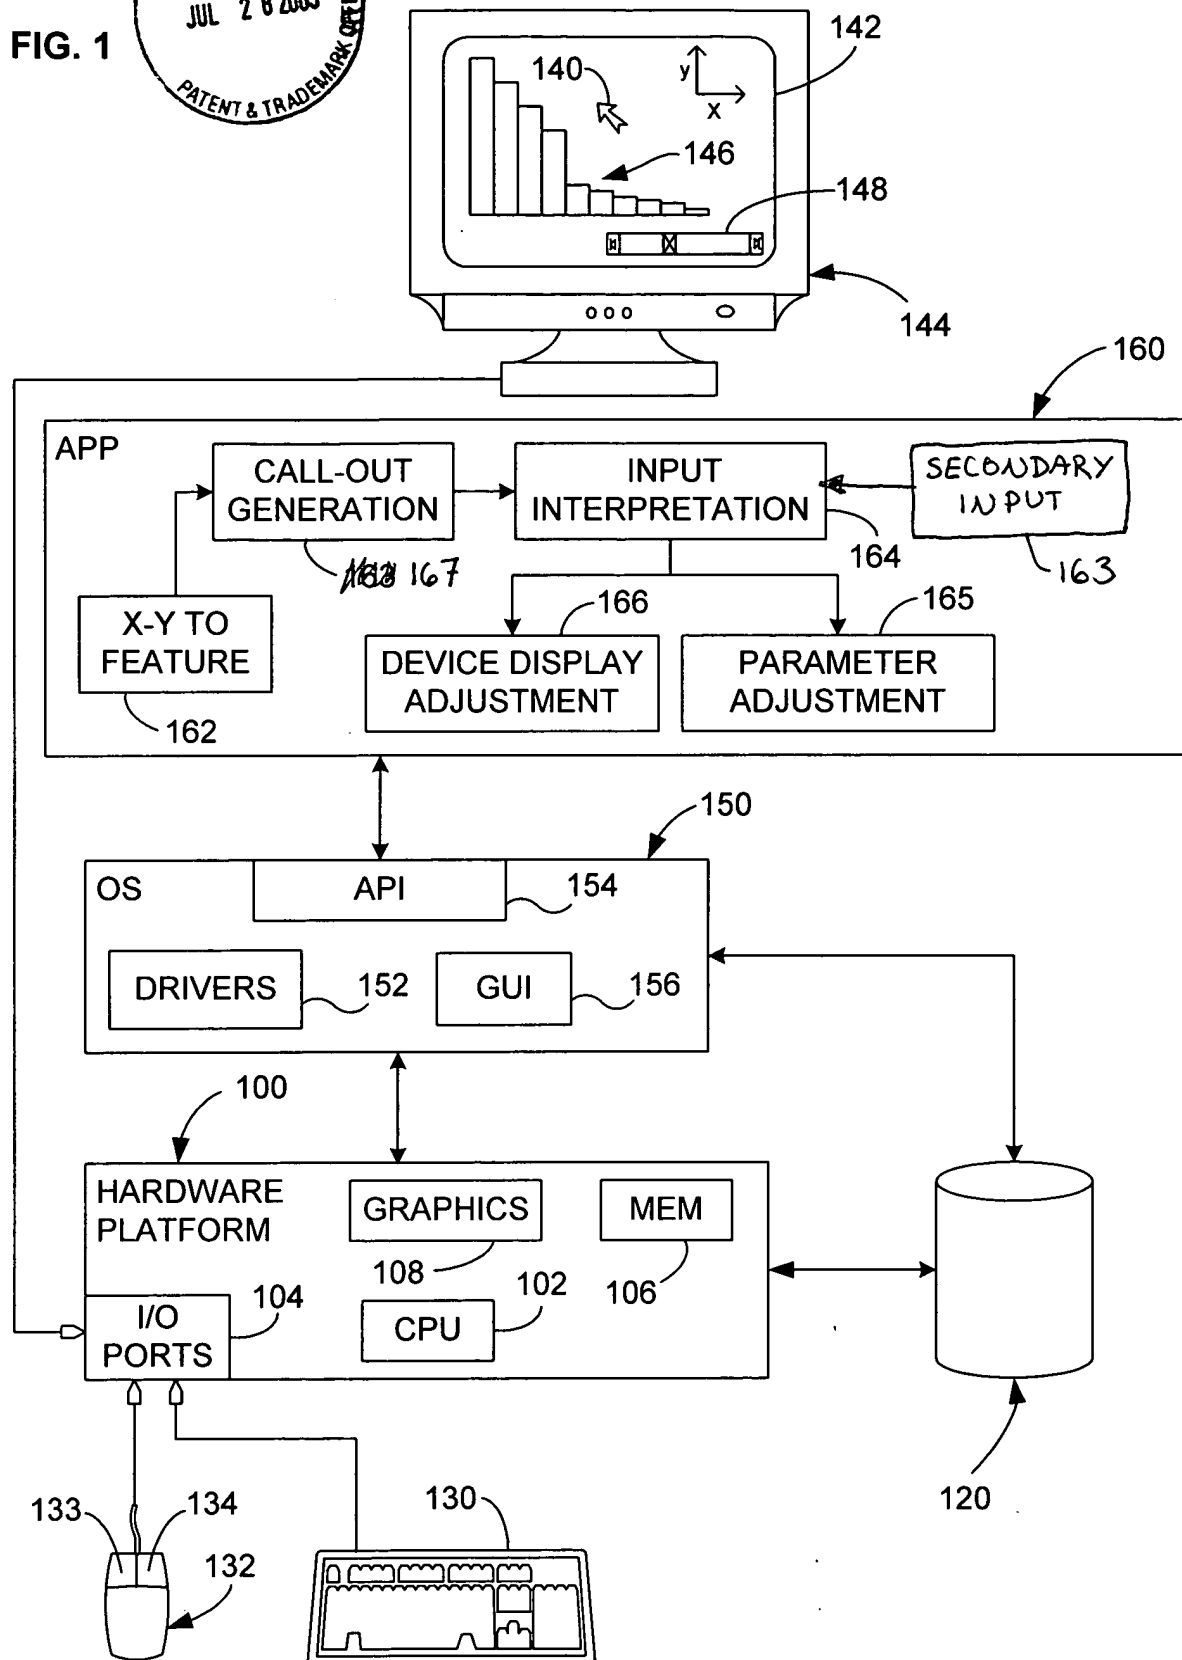 FIG. 1
JUL 2 8 2005
PATENT & TRADEMARK OFFICE
142
140
y
X
146
148
144
160
APP
CALL-OUT
GENERATION
INPUT
INTERPRETATION
SECONDARY
INPUT
164
163
167
X-Y TO
FEATURE
166
165
DEVICE DISPLAY
ADJUSTMENT
PARAMETER
ADJUSTMENT
162
150
OS
API
154
DRIVERS
152
GUI
156
100
HARDWARE
PLATFORM
GRAPHICS
MEM
108
106
I/O
PORTS
104
CPU
102
133
134
130
120
132